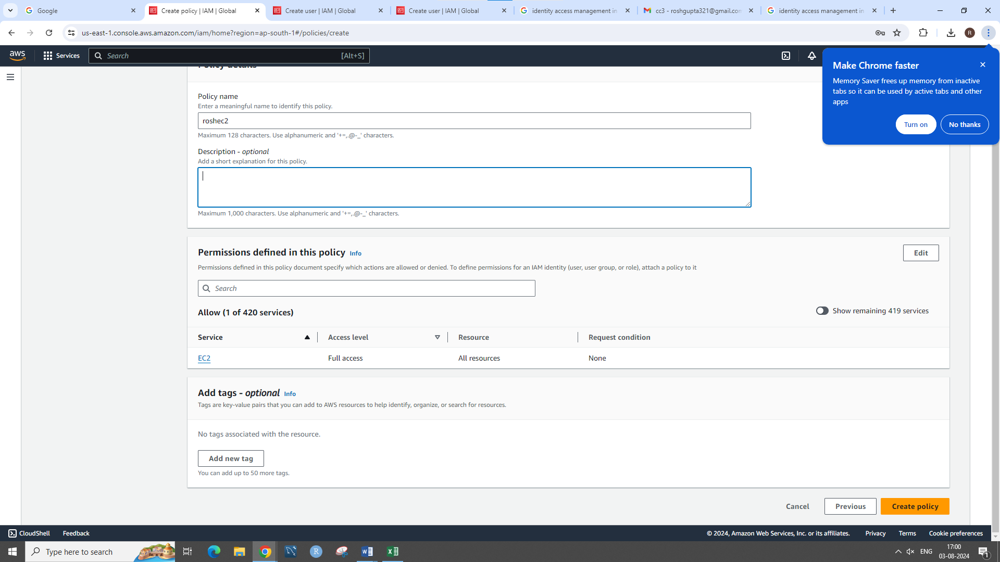 Google
Create policy | IAM | Global
Create user | IAM | Global
Create user | IAM | Global
identity access management in
cc3 - roshgupta321@gmail.com
identity access management in
us-east-1.console.aws.amazon.com/iam/home?region=ap-south-1#/policies/create
R
aws
Services
Search
[Alt+S]
Make Chrome faster
Memory Saver frees up memory from inactive
tabs so it can be used by active tabs and other
apps
Turn on
No thanks
Policy details
Policy name
Enter a meaningful name to identify this policy.
roshec2
Maximum 128 characters. Use alphanumeric and '+=,.@-_' characters.
Description - optional
Add a short explanation for this policy.
Maximum 1,000 characters. Use alphanumeric and '+=,.@-_' characters.
Permissions defined in this policy Info
Edit
Permissions defined in this policy document specify which actions are allowed or denied. To define permissions for an IAM identity (user, user group, or role), attach a policy to it
Search
Allow (1 of 420 services)
Show remaining 419 services
Service
Access level
Resource
Request condition
EC2
Full access
All resources
None
Add tags - optional Info
Tags are key-value pairs that you can add to AWS resources to help identify, organize, or search for resources.
No tags associated with the resource.
Add new tag
You can add up to 50 more tags.
Cancel
Previous
Create policy
CloudShell
Feedback
© 2024, Amazon Web Services, Inc. or its affiliates.
Privacy
Terms
Cookie preferences
Type here to search
R
ENG
17:00
03-08-2024
1